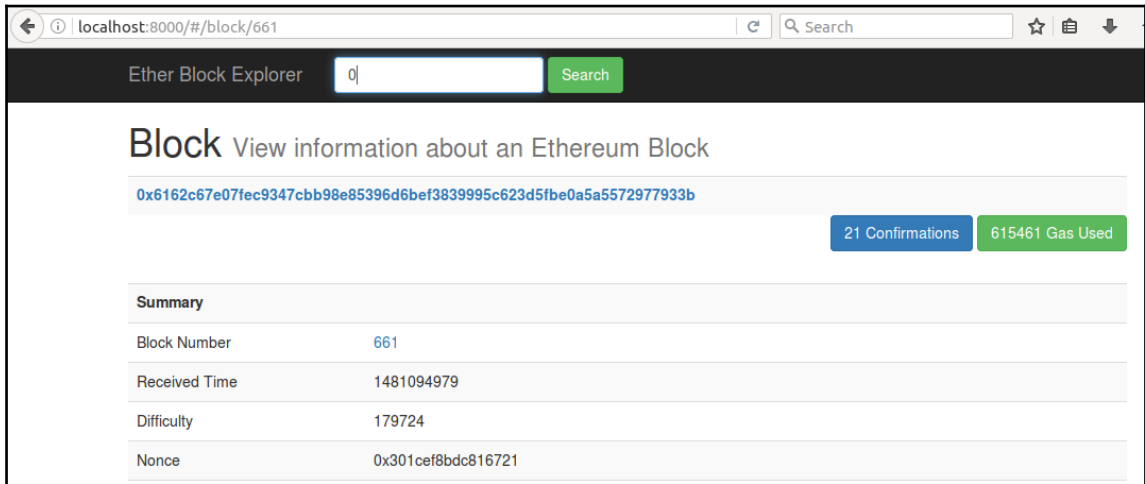 localhost:8000/#/block/661 Search
Ether Block Explorer 0 Search
Block View information about an Ethereum Block
0x6162c67e07fec9347cbb98e85396d6bef3839995c623d5fbe0a5a5572977933b
21 Confirmations 615461 Gas Used
Summary
Block Number 661
Received Time 1481094979
Difficulty 179724
Nonce 0x301cef8bdc816721